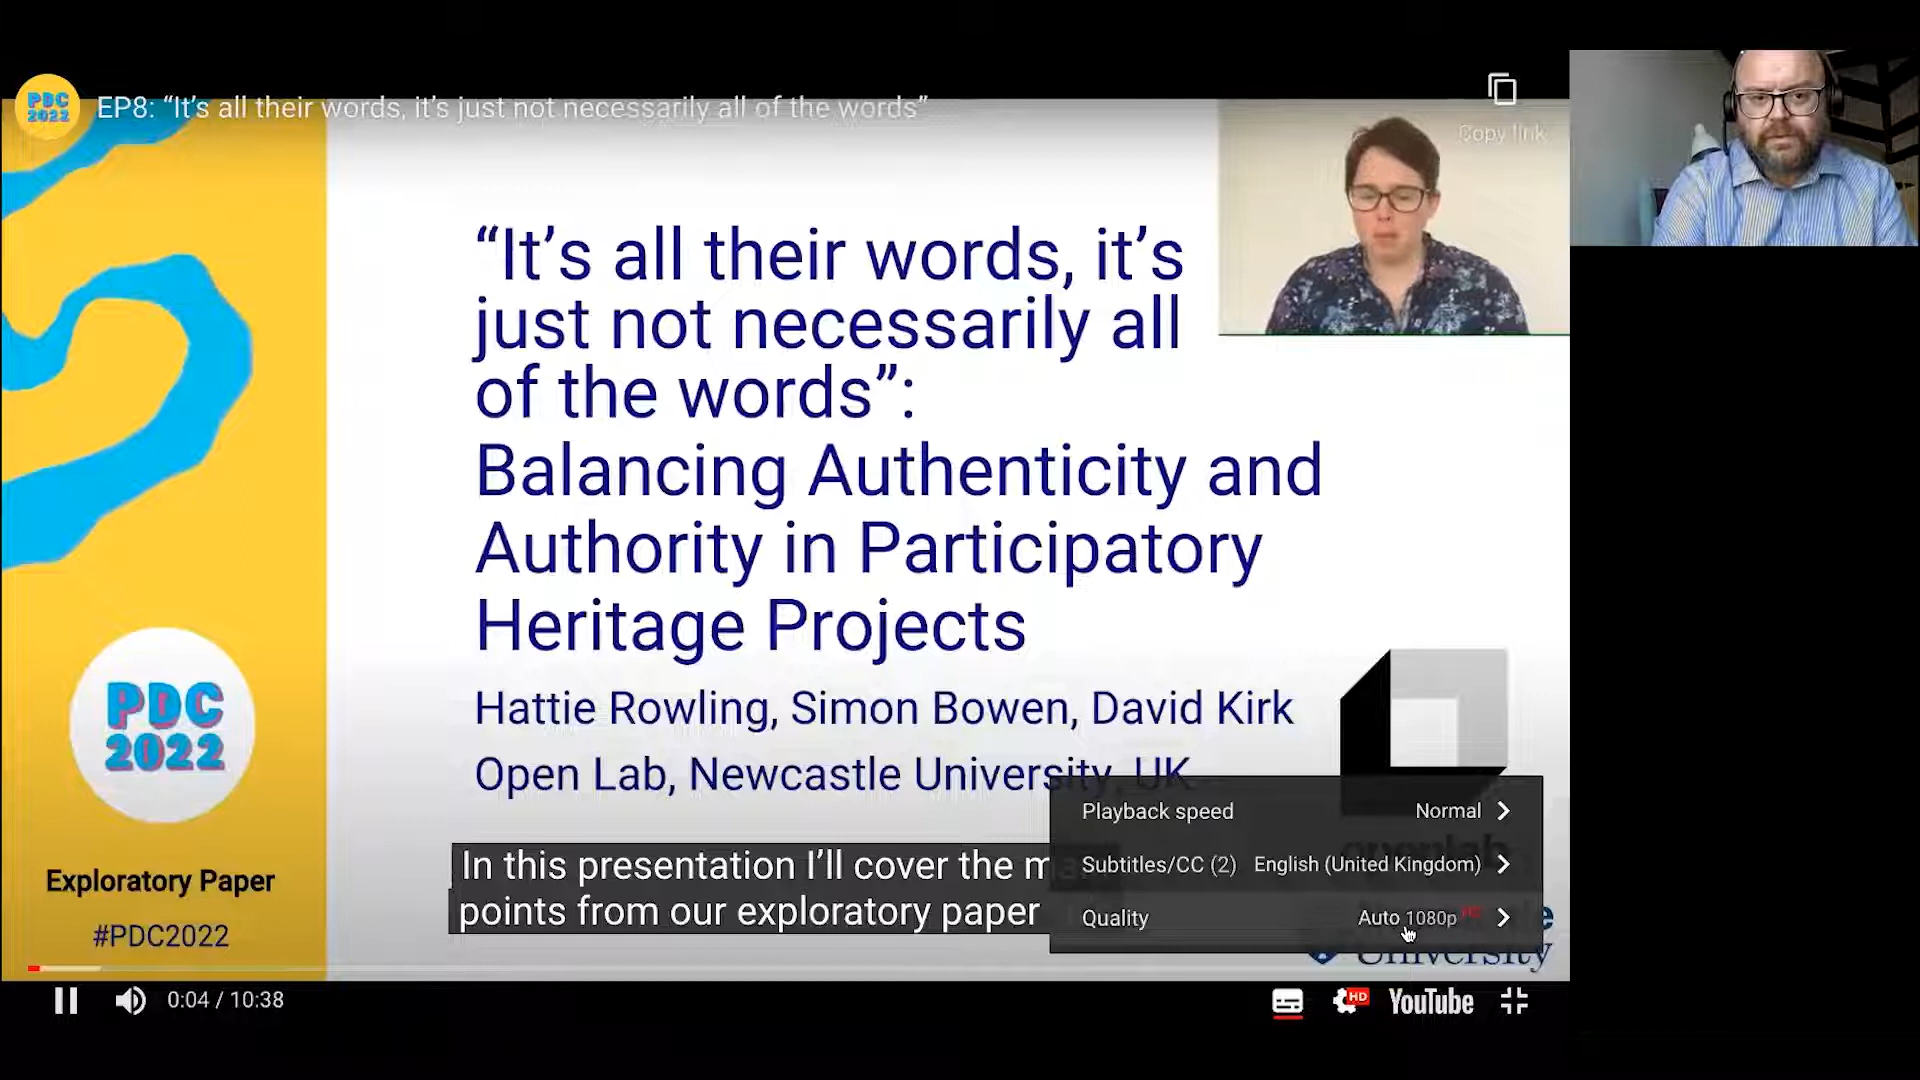 PDC
2022
EP8: “It’s all their words, it’s just not necessarily all of the words”
Copy link
“It’s all their words, it’s
just not necessarily all
of the words”:
Balancing Authenticity and
Authority in Participatory
Heritage Projects
Hattie Rowling, Simon Bowen, David Kirk
Open Lab, Newcastle University, UK
PDC
2022
Exploratory Paper
#PDC2022
In this presentation I’ll cover the
points from our exploratory paper
Playback speed Normal
Subtitles/CC (2) English (United Kingdom)
Quality Auto 1080p HD
University
0:04 / 10:38
HD
YouTube